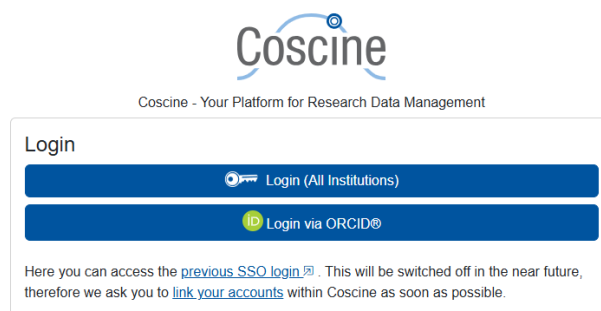 Coscine
Coscine - Your Platform for Research Data Management
Login
Login (All Institutions)
iD Login via ORCID®
Here you can access the previous SSO login . This will be switched off in the near future,
therefore we ask you to link your accounts within Coscine as soon as possible.